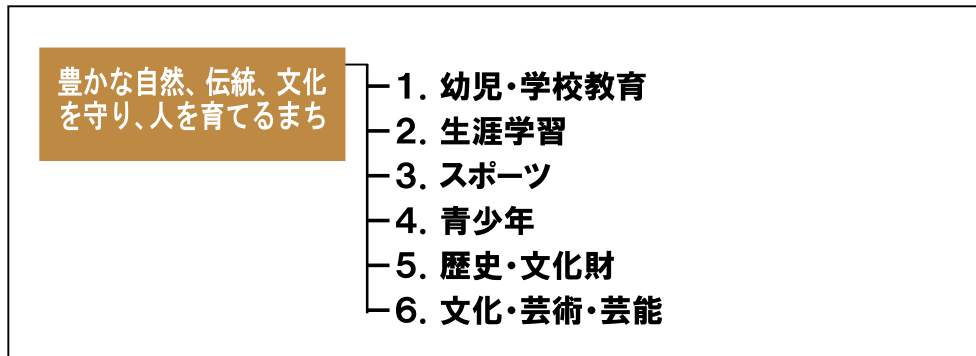 豊かな自然、伝統、文化
を守り、人を育てるまち
1. 幼児・学校教育
2. 生涯学習
3. スポーツ
4. 青少年
5. 歴史・文化財
6. 文化・芸術・芸能